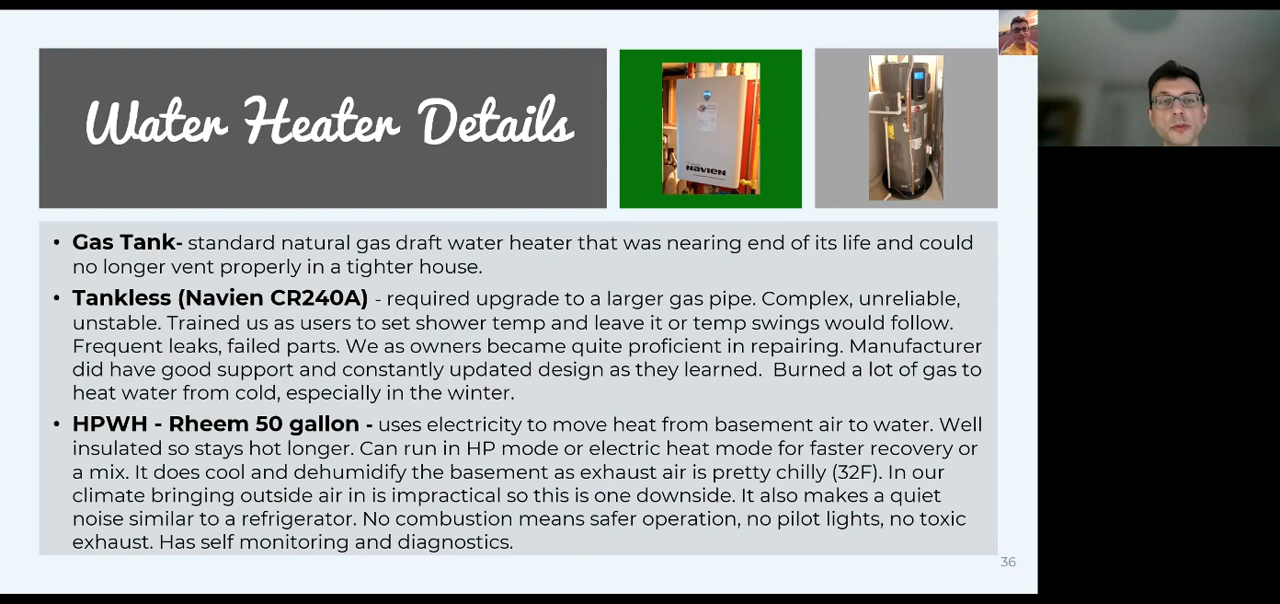 Water Heater Details
NAVIEN
• Gas Tank- standard natural gas draft water heater that was nearing end of its life and could
no longer vent properly in a tighter house.
• Tankless (Navien CR240A) - required upgrade to a larger gas pipe. Complex, unreliable,
unstable. Trained us as users to set shower temp and leave it or temp swings would follow.
Frequent leaks, failed parts. We as owners became quite proficient in repairing. Manufacturer
did have good support and constantly updated design as they learned.  Burned a lot of gas to
heat water from cold, especially in the winter.
• HPWH - Rheem 50 gallon - uses electricity to move heat from basement air to water. Well
insulated so stays hot longer. Can run in HP mode or electric heat mode for faster recovery or
a mix. It does cool and dehumidify the basement as exhaust air is pretty chilly (32F). In our
climate bringing outside air in is impractical so this is one downside. It also makes a quiet
noise similar to a refrigerator. No combustion means safer operation, no pilot lights, no toxic
exhaust. Has self monitoring and diagnostics.
36